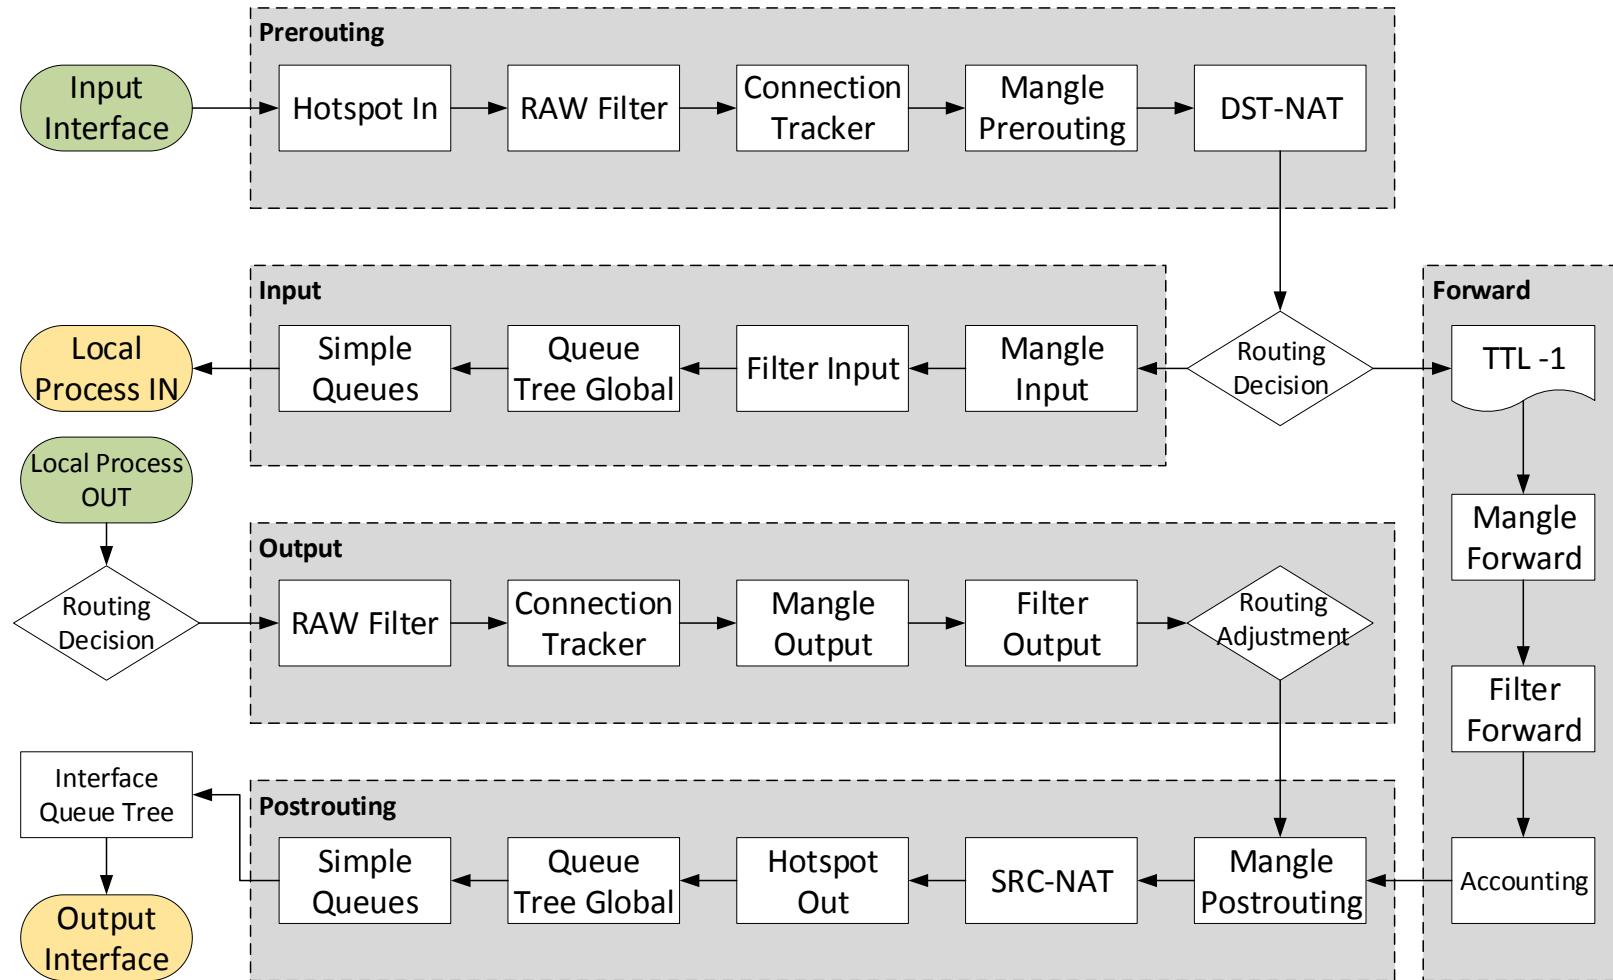 Prerouting
Input
Interface
Hotspot In
RAW Filter
Connection
Tracker
Mangle
Prerouting
DST-NAT
Input
Local
Process IN
Simple
Queues
Queue
Tree Global
Filter Input
Mangle
Input
Routing
Decision
Forward
TTL -1
Mangle
Forward
Filter
Forward
Accounting
Local Process
OUT
Routing
Decision
Output
RAW Filter
Connection
Tracker
Mangle
Output
Filter
Output
Routing
Adjustment
Interface
Queue Tree
Output
Interface
Postrouting
Simple
Queues
Queue
Tree Global
Hotspot
Out
SRC-NAT
Mangle
Postrouting